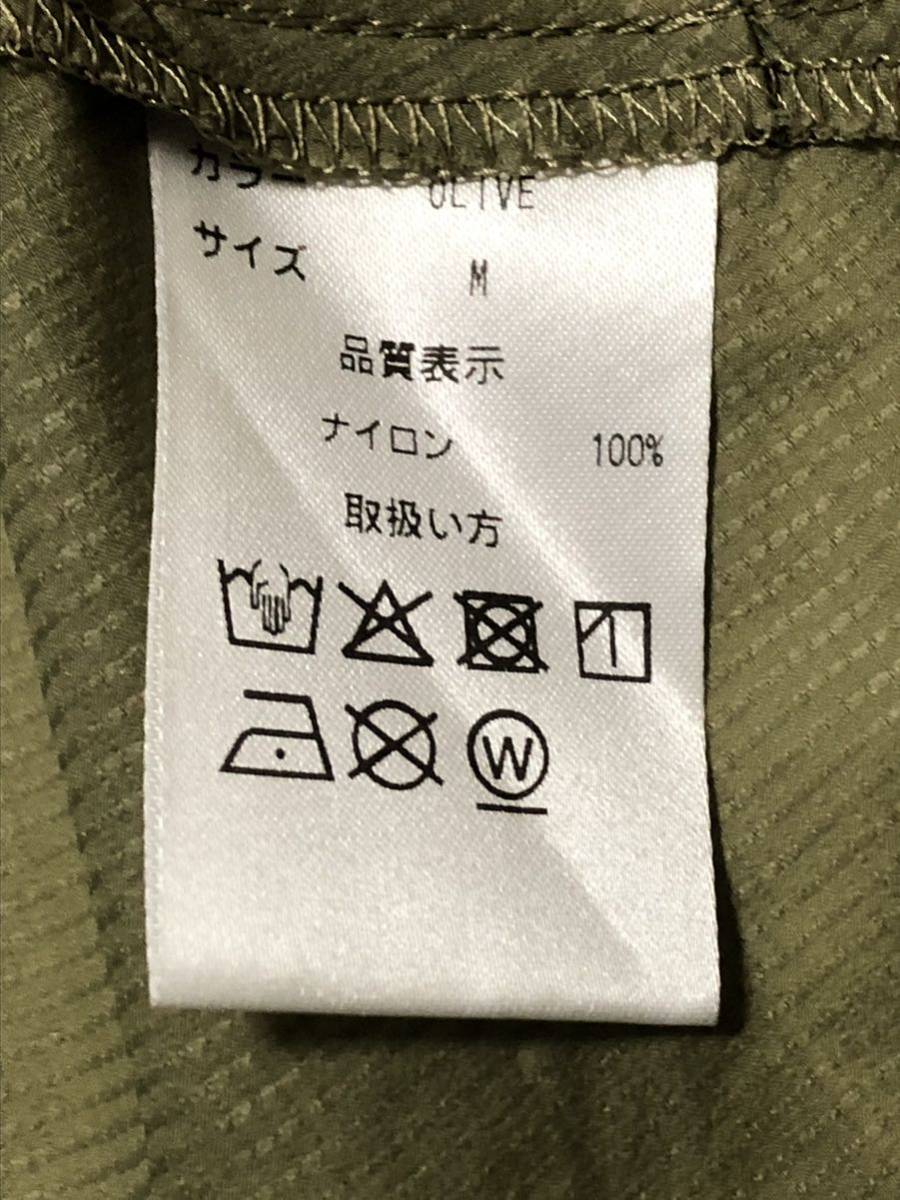 カラー OLIVE
サイズ M
品質表示
ナイロン 100%
取扱い方
W